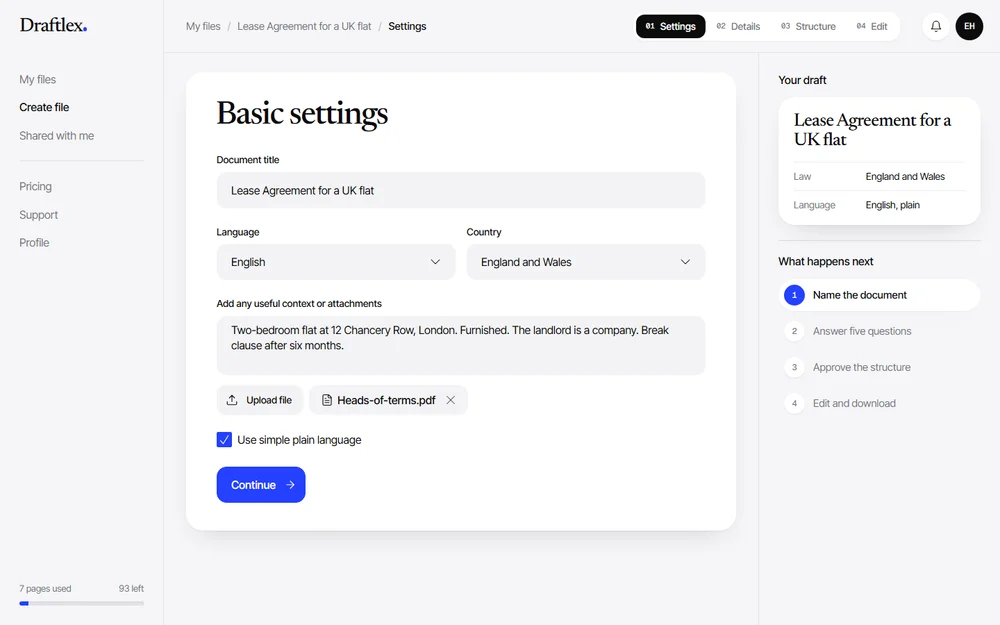 Draftlex.
My files / Lease Agreement for a UK flat / Settings
01 Settings
02 Details
03 Structure
04 Edit
EH
My files
Create file
Shared with me
Pricing
Support
Profile
7 pages used
93 left
Basic settings
Document title
Lease Agreement for a UK flat
Language
English
Country
England and Wales
Add any useful context or attachments
Two-bedroom flat at 12 Chancery Row, London. Furnished. The landlord is a company. Break
clause after six months.
Upload file
Heads-of-terms.pdf
Use simple plain language
Continue
Your draft
Lease Agreement for a
UK flat
Law England and Wales
Language English, plain
What happens next
1 Name the document
2 Answer five questions
3 Approve the structure
4 Edit and download